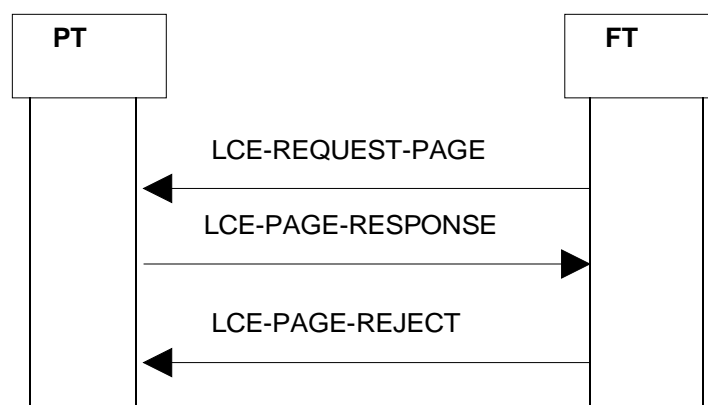 PT
FT
LCE-REQUEST-PAGE
LCE-PAGE-RESPONSE
LCE-PAGE-REJECT